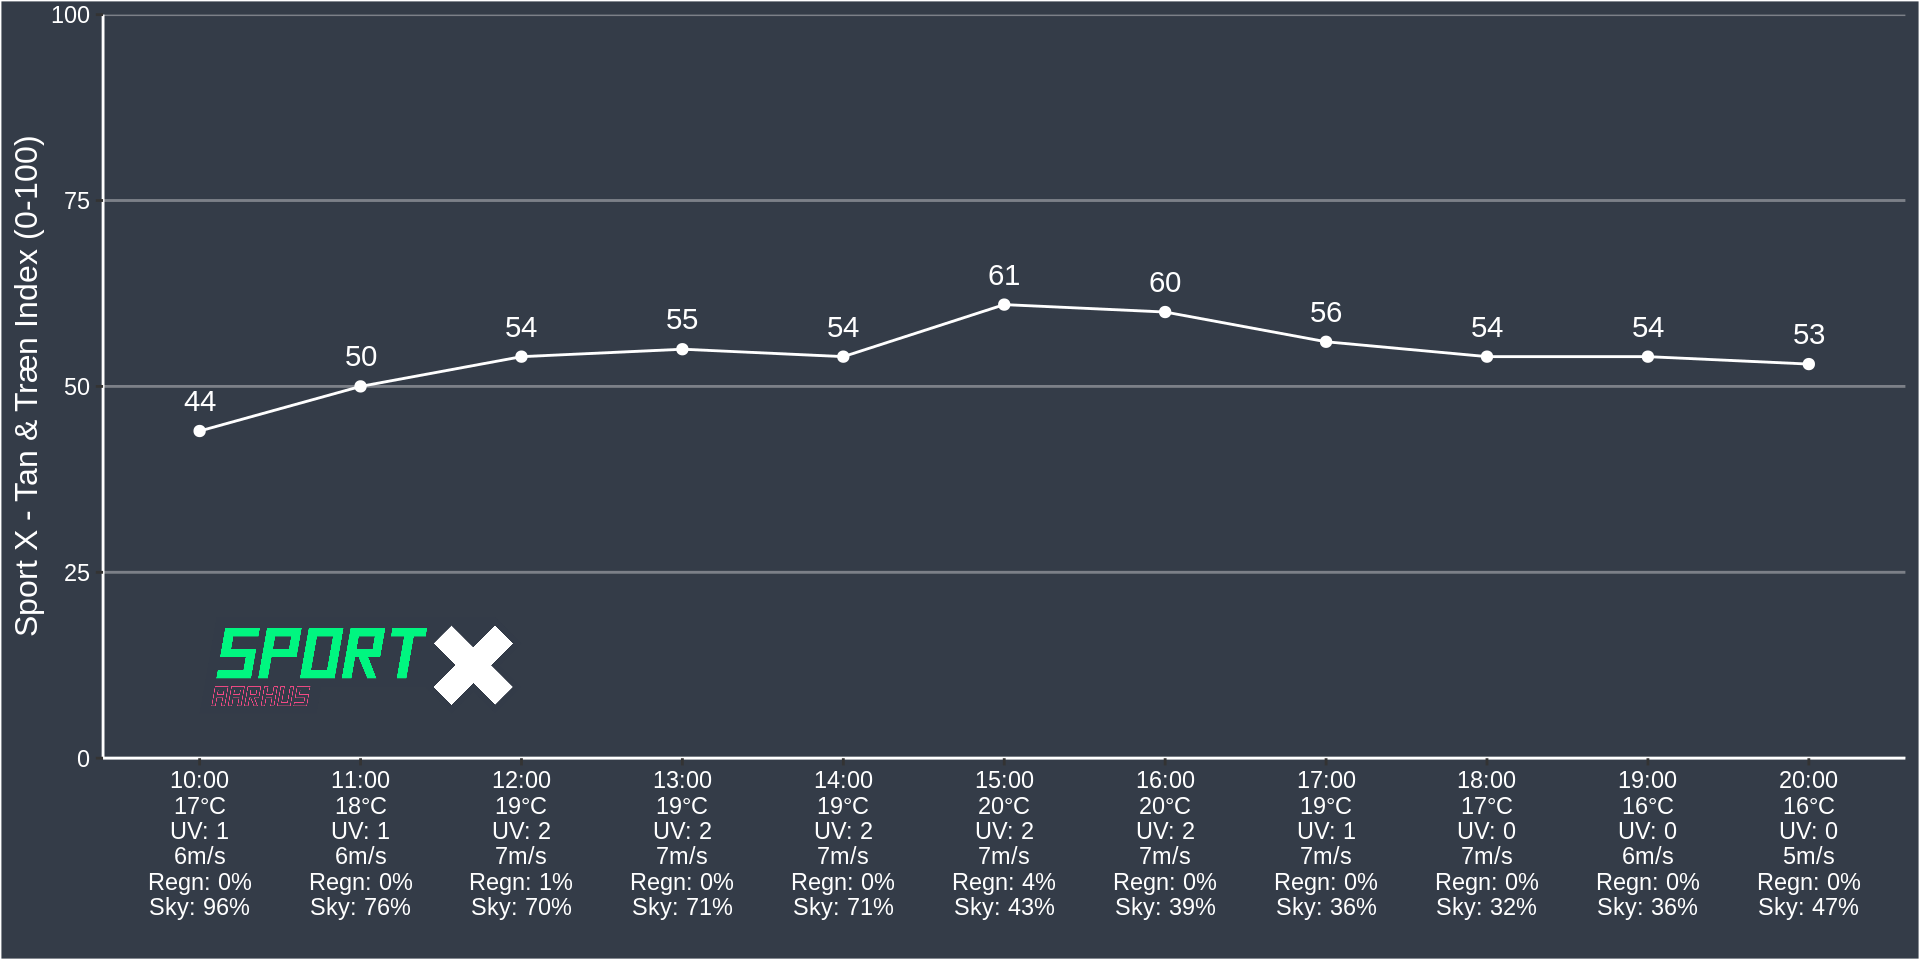 Sport X - Tan & Træn Index (0-100)
100
75
50
25
0
44
50
54
55
54
61
60
56
54
54
53
SPORT X
AARHUS
10:00 11:00 12:00 13:00 14:00 15:00 16:00 17:00 18:00 19:00 20:00
17°C 18°C 19°C 19°C 19°C 20°C 20°C 19°C 17°C 16°C 16°C
UV: 1 UV: 1 UV: 2 UV: 2 UV: 2 UV: 2 UV: 2 UV: 1 UV: 0 UV: 0 UV: 0
6m/s 6m/s 7m/s 7m/s 7m/s 7m/s 7m/s 7m/s 7m/s 6m/s 5m/s
Regn: 0% Regn: 0% Regn: 1% Regn: 0% Regn: 0% Regn: 4% Regn: 0% Regn: 0% Regn: 0% Regn: 0% Regn: 0%
Sky: 96% Sky: 76% Sky: 70% Sky: 71% Sky: 71% Sky: 43% Sky: 39% Sky: 36% Sky: 32% Sky: 36% Sky: 47%